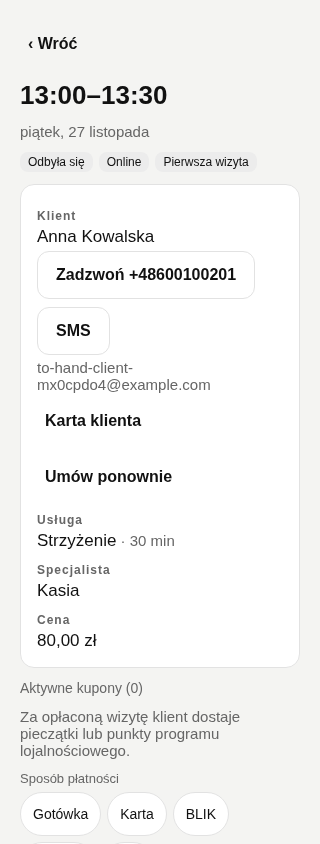 ‹ Wróć
13:00–13:30
piątek, 27 listopada
Odbyła się Online Pierwsza wizyta
Klient
Anna Kowalska
Zadzwoń +48600100201
SMS
to-hand-client-
mx0cpdo4@example.com
Karta klienta
Umów ponownie
Usługa
Strzyżenie · 30 min
Specjalista
Kasia
Cena
80,00 zł
Aktywne kupony (0)
Za opłaconą wizytę klient dostaje
pieczątki lub punkty programu
lojalnościowego.
Sposób płatności
Gotówka Karta BLIK